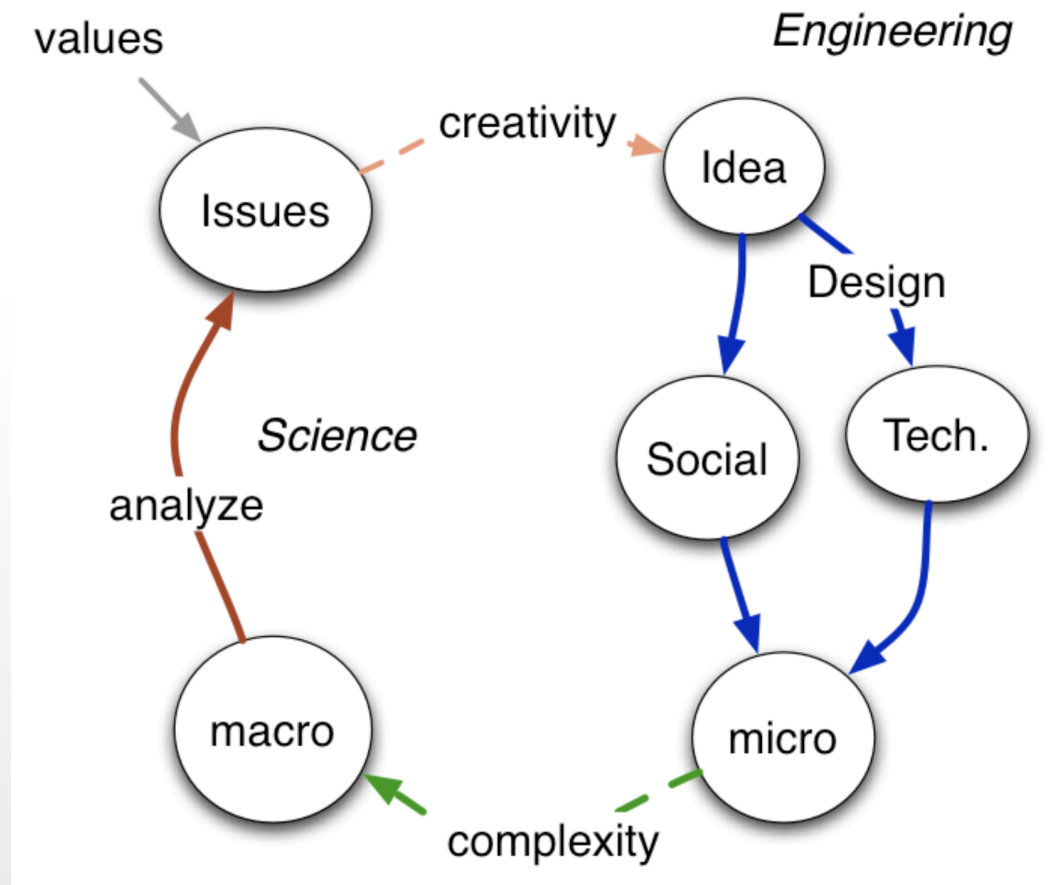 values
Engineering
creativity
Idea
Issues
Design
Social
Tech.
Science
analyze
macro
micro
complexity